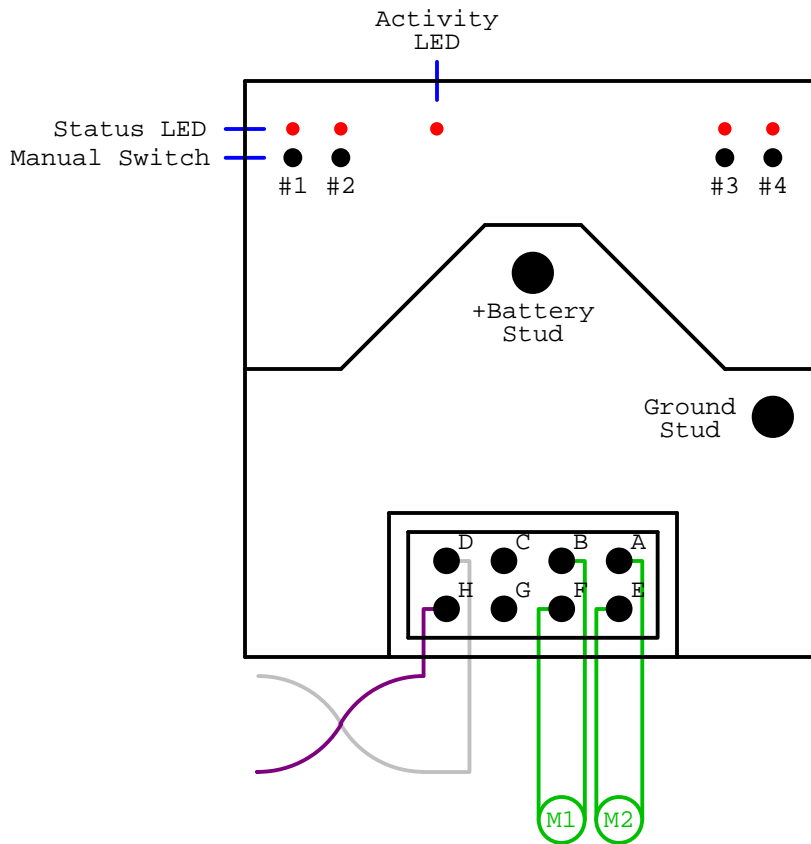 Activity
LED
Status LED
Manual Switch
#1 #2 #3 #4
+Battery
Stud
Ground
Stud
D C B A
H G F E
M1 M2